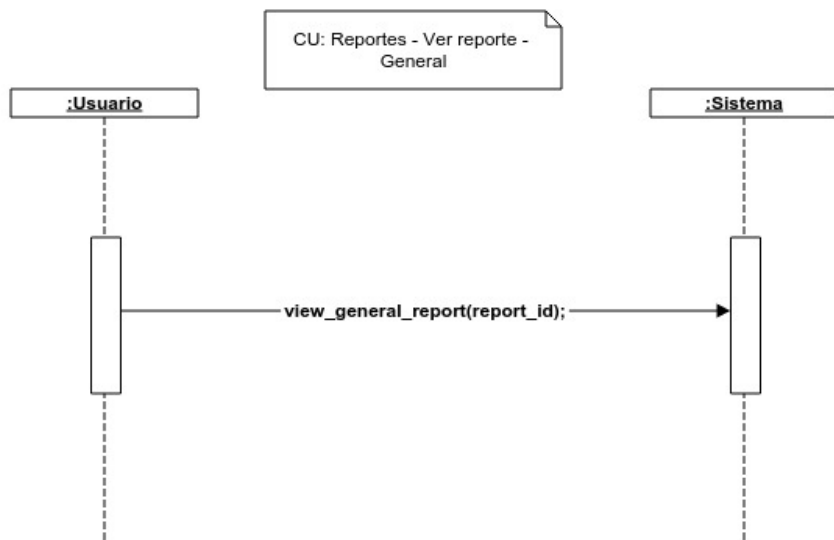 CU: Reportes - Ver reporte -
General
:Usuario
:Sistema
view_general_report(report_id);